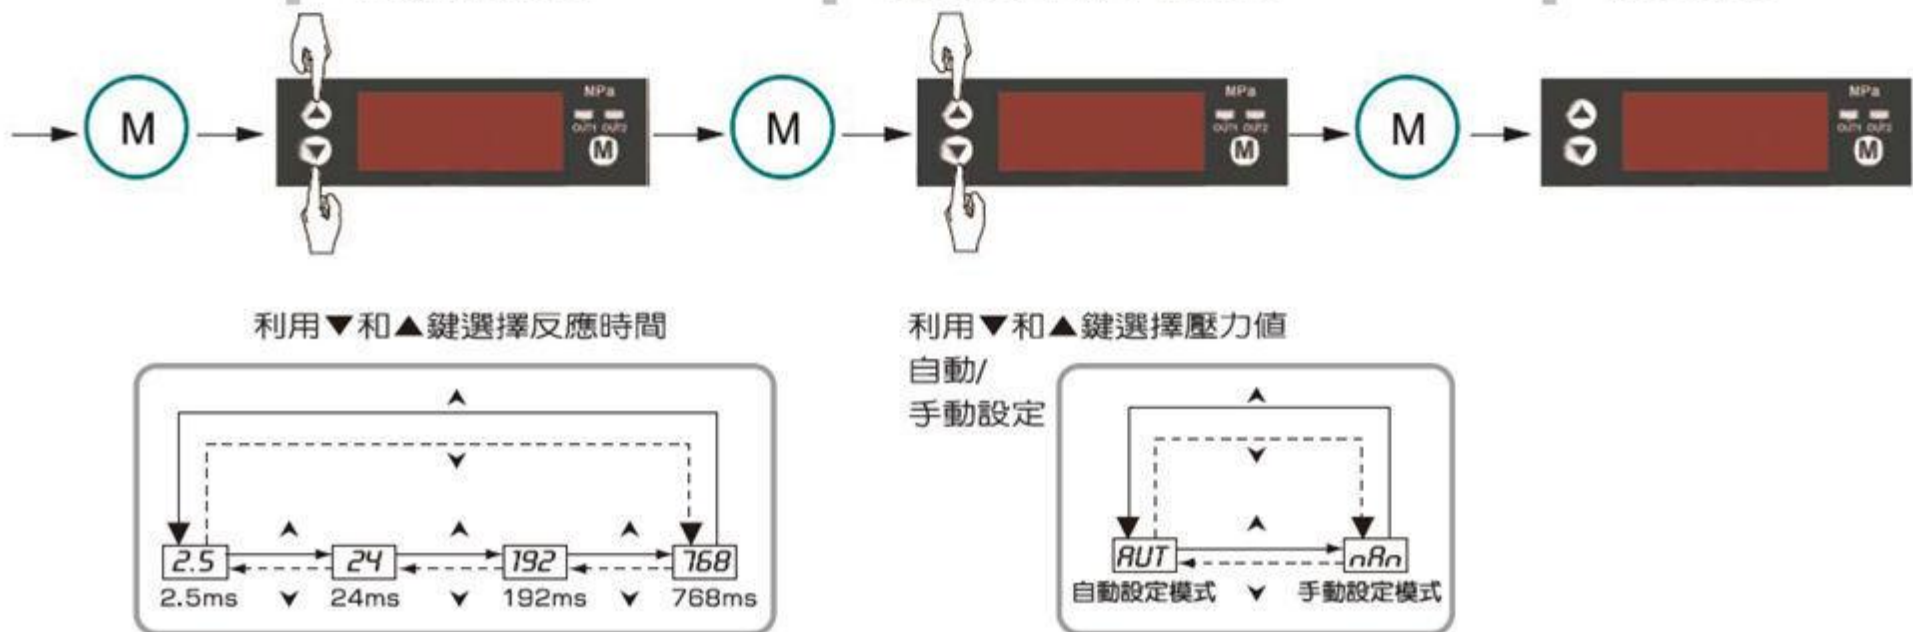 MPa
MPa
MPa
M
OUT1 OUT2
M
M
OUT1 OUT2
M
M
OUT1 OUT2
M
利用▼和▲鍵選擇反應時間
利用▼和▲鍵選擇壓力值
自動/
手動設定
2.5
24
192
768
AUT
nAn
2.5ms
24ms
192ms
768ms
自動設定模式
手動設定模式